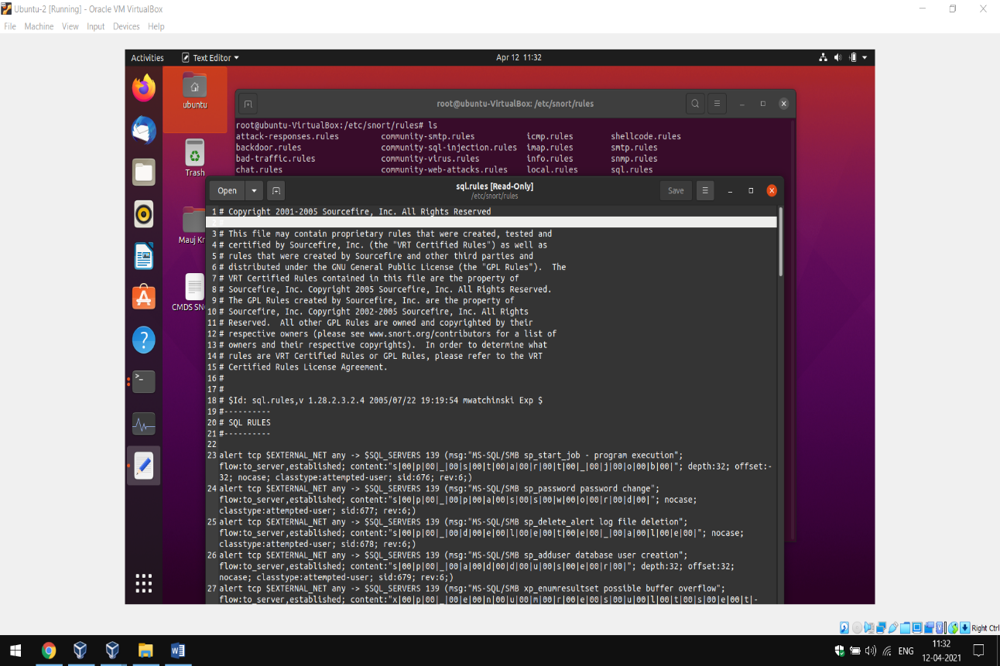 Ubuntu-2 [Running] - Oracle VM VirtualBox
File Machine View Input Devices Help
Activities Text Editor Apr 12 11:32
ubuntu
Trash
Mauj Kr
CMDS SN
root@ubuntu-VirtualBox: /etc/snort/rules
root@ubuntu-VirtualBox:/etc/snort/rules# ls
attack-responses.rules community-smtp.rules icmp.rules shellcode.rules
backdoor.rules community-sql-injection.rules imap.rules smtp.rules
bad-traffic.rules community-virus.rules info.rules snmp.rules
chat.rules community-web-attacks.rules local.rules sql.rules
Open sql.rules [Read-Only] Save
/etc/snort/rules
1 # Copyright 2001-2005 Sourcefire, Inc. All Rights Reserved
2 #
3 # This file may contain proprietary rules that were created, tested and
4 # certified by Sourcefire, Inc. (the "VRT Certified Rules") as well as
5 # rules that were created by Sourcefire and other third parties and
6 # distributed under the GNU General Public License (the "GPL Rules"). The
7 # VRT Certified Rules contained in this file are the property of
8 # Sourcefire, Inc. Copyright 2005 Sourcefire, Inc. All Rights Reserved.
9 # The GPL Rules created by Sourcefire, Inc. are the property of
10 # Sourcefire, Inc. Copyright 2002-2005 Sourcefire, Inc. All Rights
11 # Reserved. All other GPL Rules are owned and copyrighted by their
12 # respective owners (please see www.snort.org/contributors for a list of
13 # owners and their respective copyrights). In order to determine what
14 # rules are VRT Certified Rules or GPL Rules, please refer to the VRT
15 # Certified Rules License Agreement.
16 #
17 #
18 # $Id: sql.rules,v 1.28.2.3.2.4 2005/07/22 19:19:54 mwatchinski Exp $
19 #----------
20 # SQL RULES
21 #----------
22
23 alert tcp $EXTERNAL_NET any -> $SQL_SERVERS 139 (msg:"MS-SQL/SMB sp_start_job - program execution";
flow:to_server,established; content:"s|00|p|00|_|00|s|00|t|00|a|00|r|00|t|00|_|00|j|00|o|00|b|00|"; depth:32; offset:-
32; nocase; classtype:attempted-user; sid:676; rev:6;)
24 alert tcp $EXTERNAL_NET any -> $SQL_SERVERS 139 (msg:"MS-SQL/SMB sp_password password change";
flow:to_server,established; content:"s|00|p|00|_|00|p|00|a|00|s|00|s|00|w|00|o|00|r|00|d|00|"; nocase;
classtype:attempted-user; sid:677; rev:6;)
25 alert tcp $EXTERNAL_NET any -> $SQL_SERVERS 139 (msg:"MS-SQL/SMB sp_delete_alert log file deletion";
flow:to_server,established; content:"s|00|p|00|_|00|d|00|e|00|l|00|e|00|t|00|e|00|_|00|a|00|l|00|e|00|"; nocase;
classtype:attempted-user; sid:678; rev:6;)
26 alert tcp $EXTERNAL_NET any -> $SQL_SERVERS 139 (msg:"MS-SQL/SMB sp_adduser database user creation";
flow:to_server,established; content:"s|00|p|00|_|00|a|00|d|00|d|00|u|00|s|00|e|00|r|00|"; depth:32; offset:32;
nocase; classtype:attempted-user; sid:679; rev:6;)
27 alert tcp $EXTERNAL_NET any -> $SQL_SERVERS 139 (msg:"MS-SQL/SMB xp_enumresultset possible buffer overflow";
flow:to_server,established; content:"x|00|p|00|_|00|e|00|n|00|u|00|m|00|r|00|e|00|s|00|u|00|l|00|t|00|s|00|e|00|t|-
Right Ctrl
ENG 11:32
12-04-2021